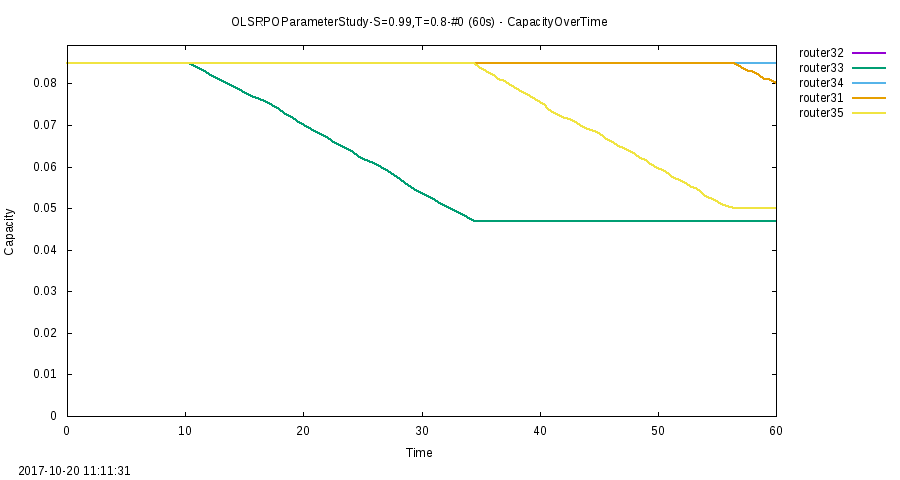 OLSRPOParameterStudy-S=0.99,T=0.8-#0 (60s) - CapacityOverTime
router32
router33
router34
router31
router35
0.08
0.07
0.06
0.05
0.04
0.03
0.02
0.01
0
Capacity
0 10 20 30 40 50 60
Time
2017-10-20 11:11:31